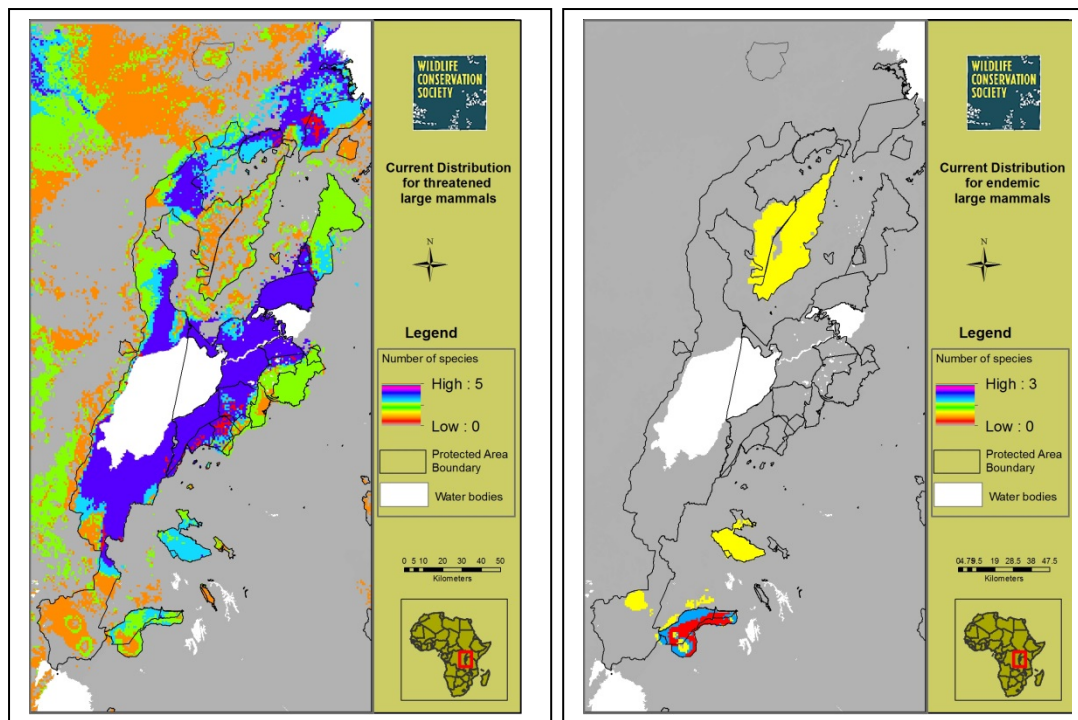 WILDLIFE
CONSERVATION
SOCIETY
Current Distribution
for threatened
large mammals
N
Legend
Number of species
High : 5
Low : 0
Protected Area
Boundary
Water bodies
0 5 10 20 30 40 50
Kilometers
WILDLIFE
CONSERVATION
SOCIETY
Current Distribution
for endemic
large mammals
N
Legend
Number of species
High : 3
Low : 0
Protected Area
Boundary
Water bodies
04.759.5 19 28.5 38 47.5
Kilometers